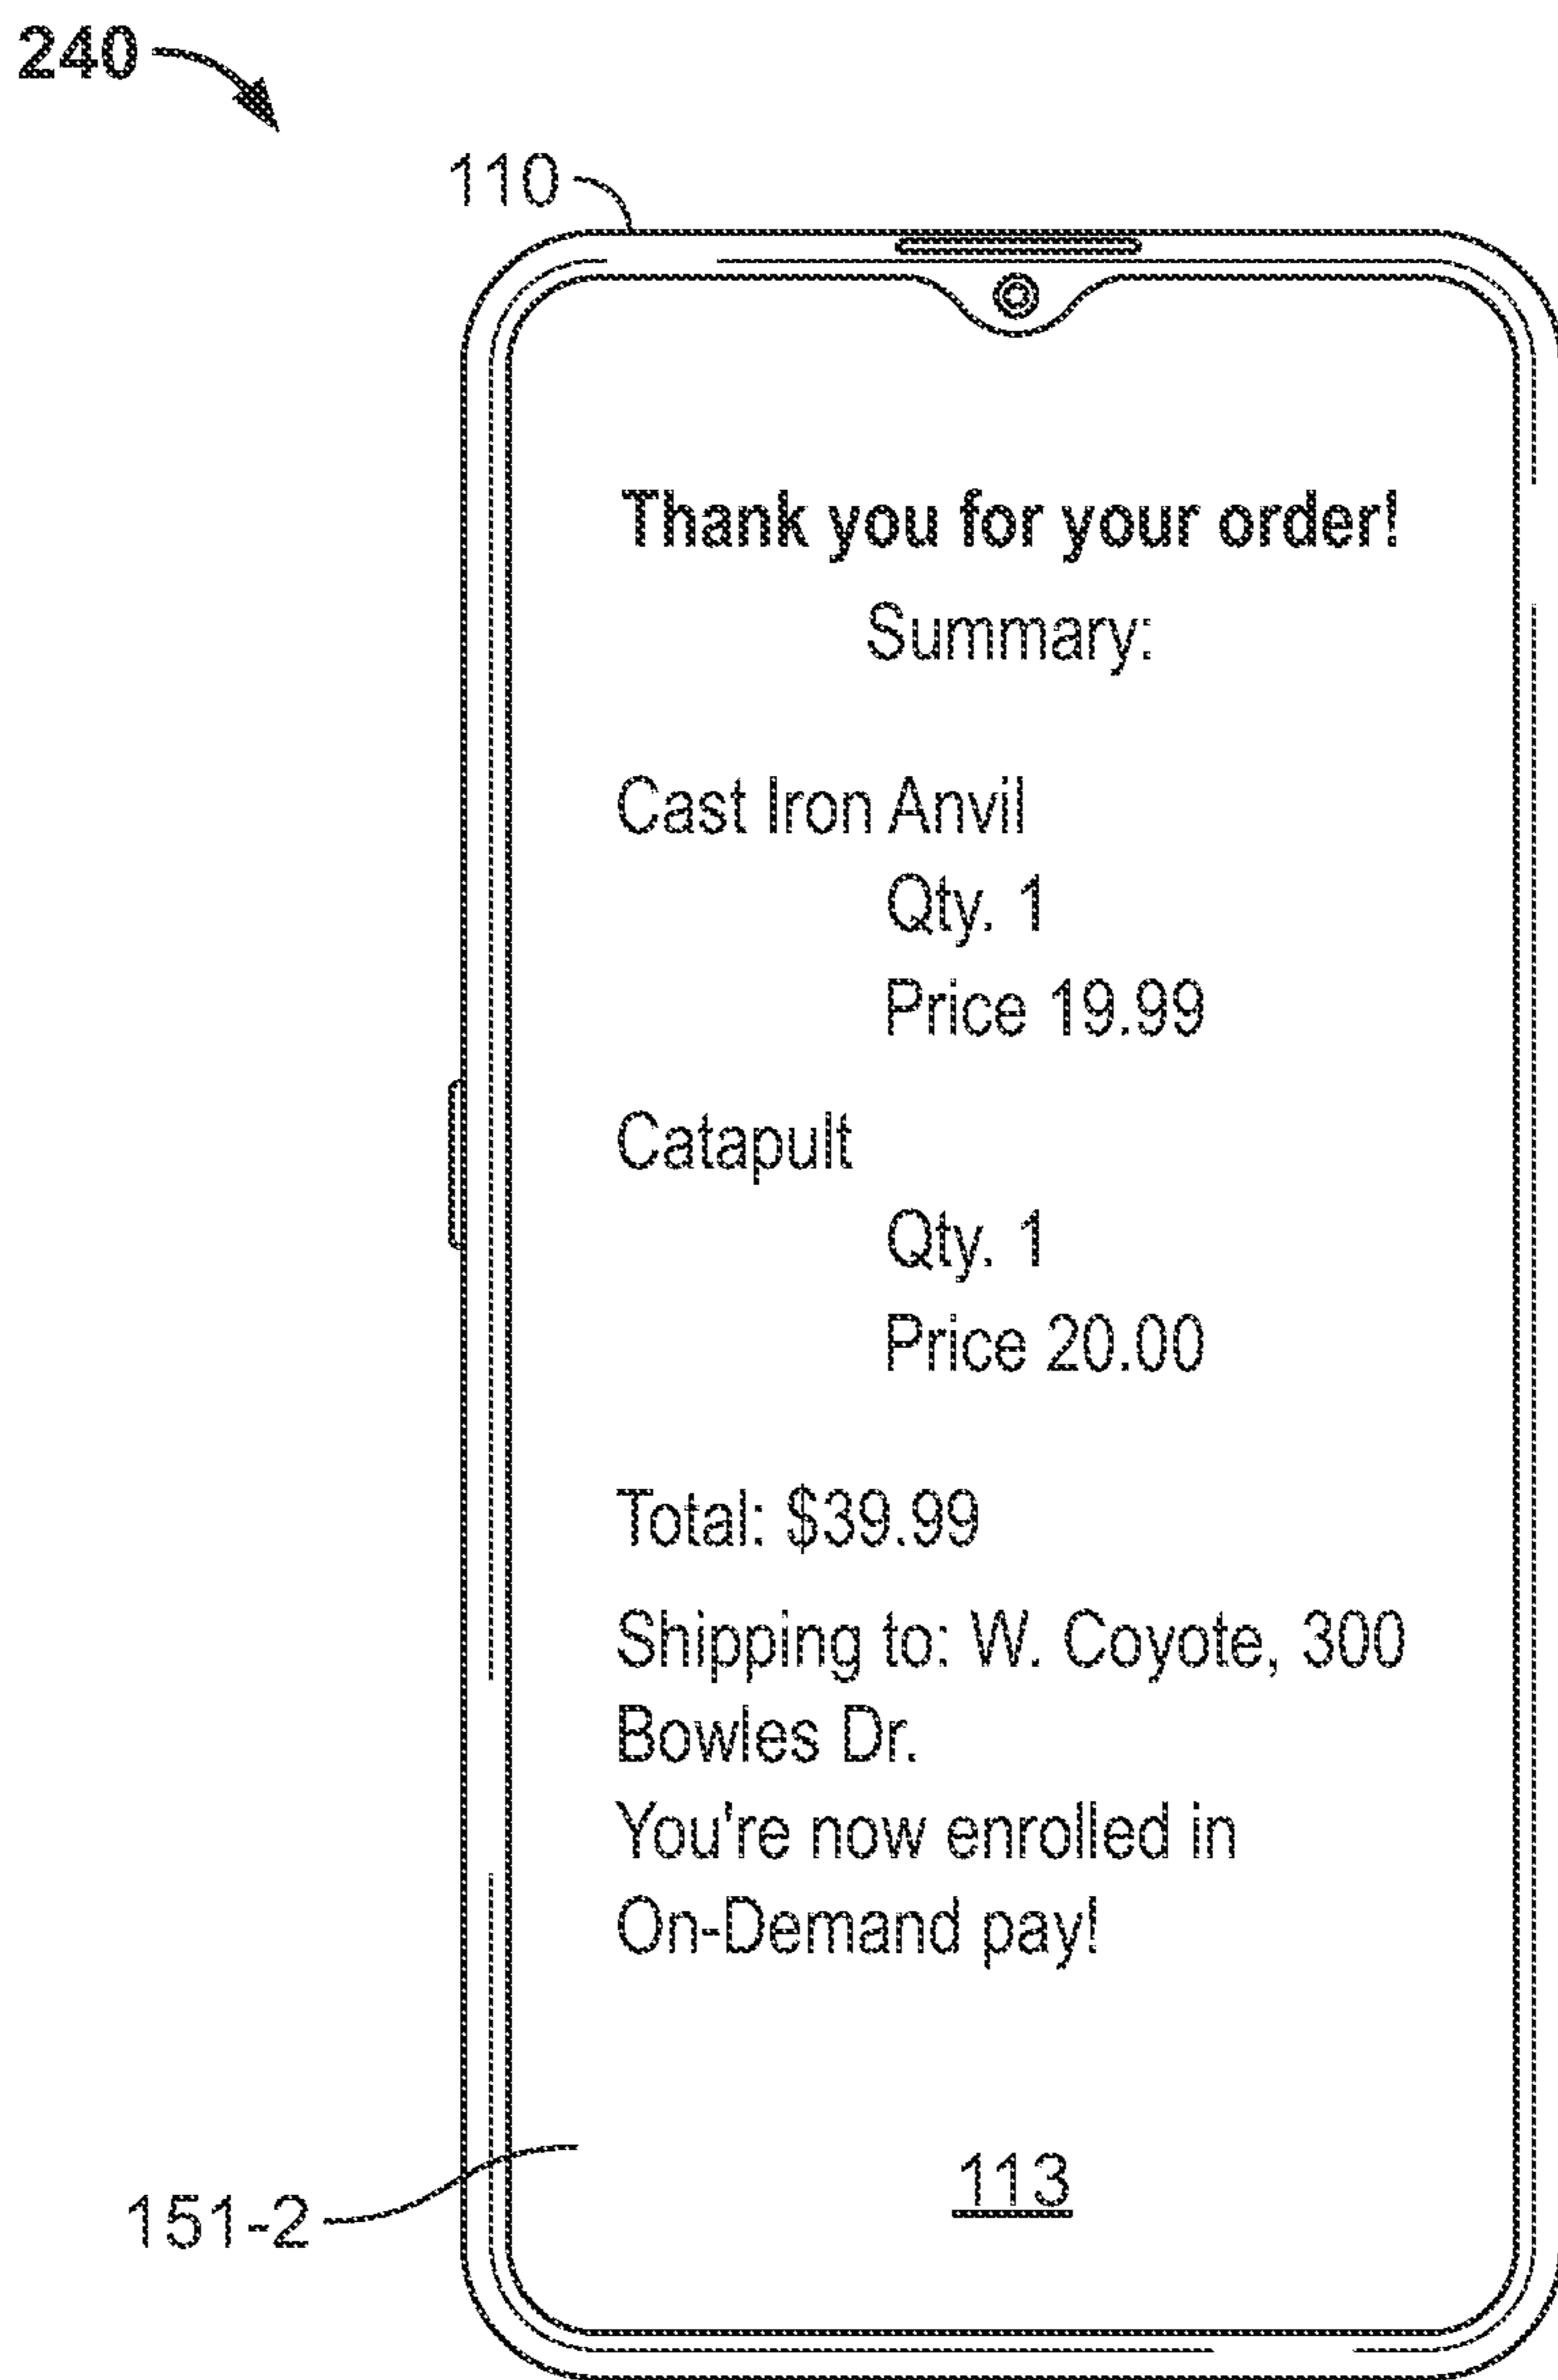 240
110
Thank you for your order!
Summary:
Cast Iron Anvil
Qty. 1
Price 19.99
Catapult
Qty. 1
Price 20.00
Total: $39.99
Shipping to: W. Coyote, 300
Bowles Dr.
You're now enrolled in
On-Demand pay!
113
151-2